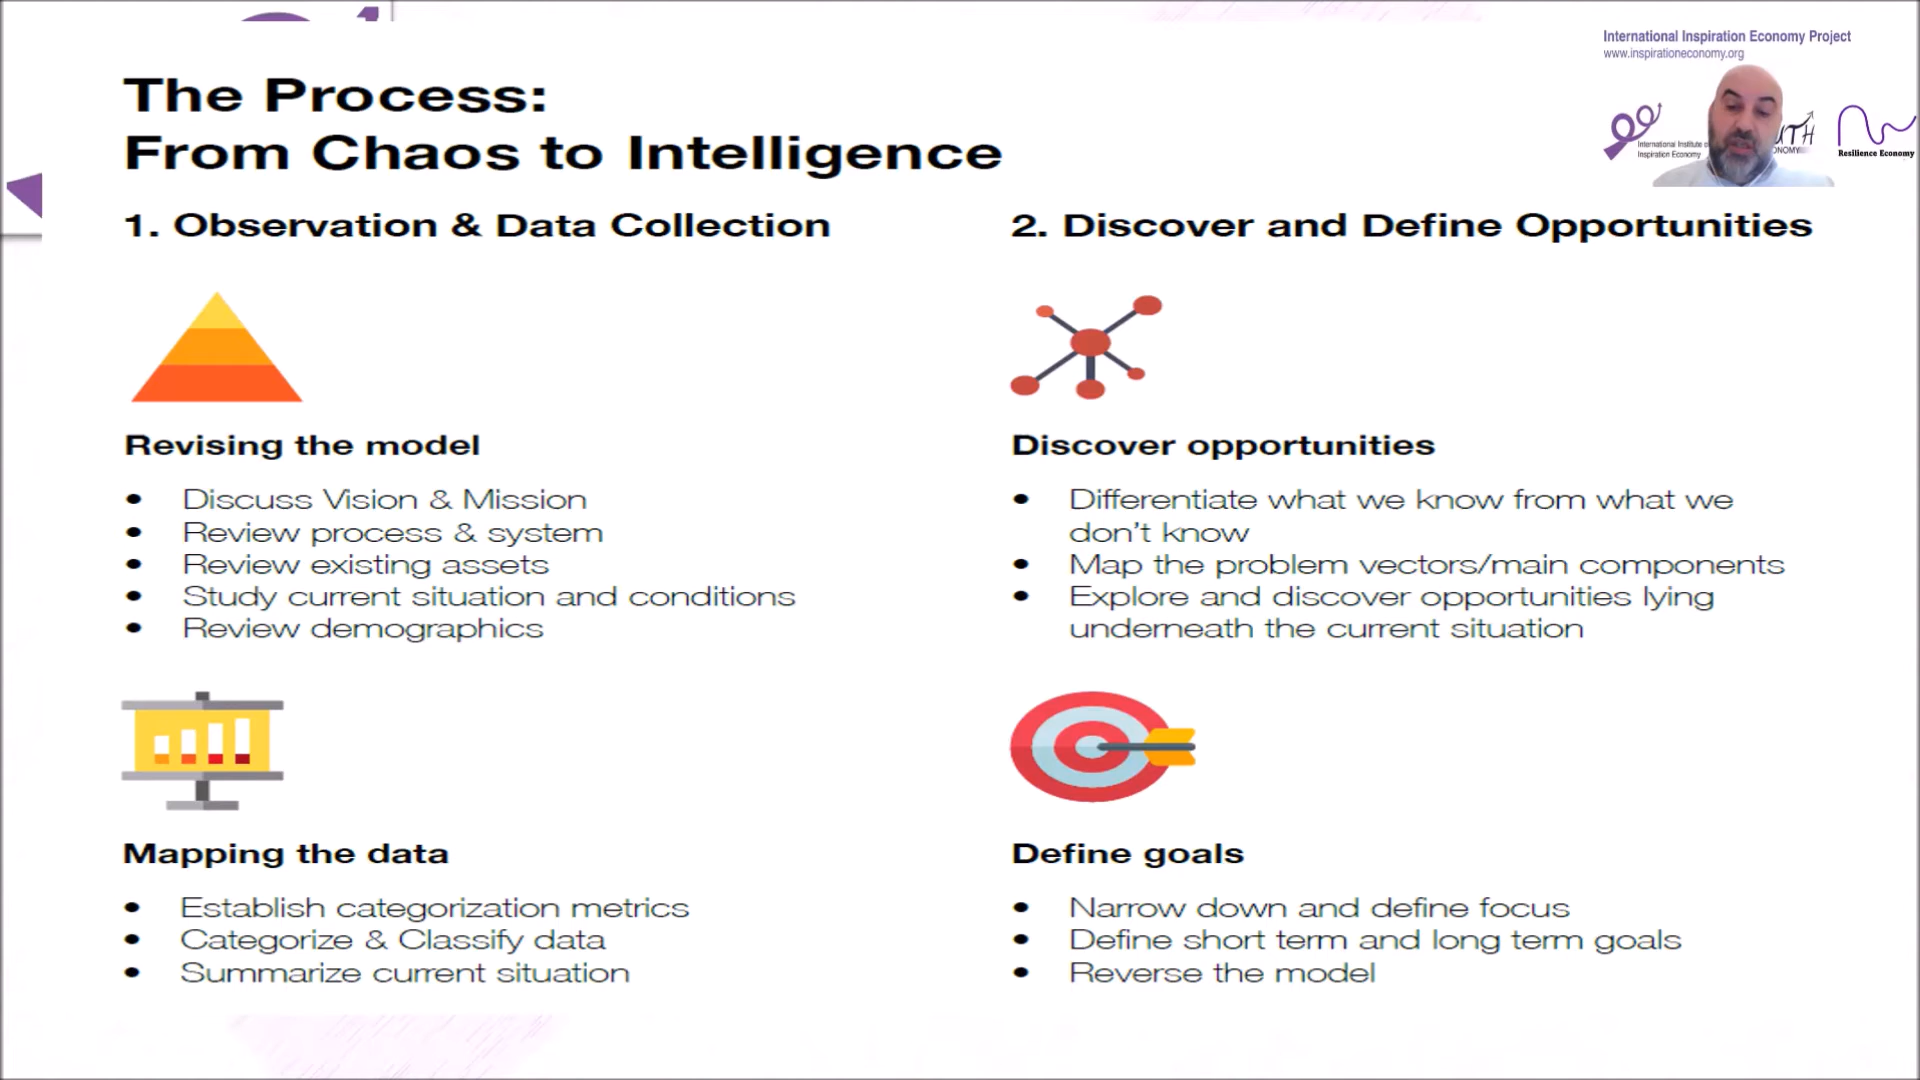 International Inspiration Economy Project
www.inspirationeconomy.org
International Institute
Inspiration Economy
Resilience Economy
The Process:
From Chaos to Intelligence
1. Observation & Data Collection
Revising the model
• Discuss Vision & Mission
• Review process & system
• Review existing assets
• Study current situation and conditions
• Review demographics
Mapping the data
• Establish categorization metrics
• Categorize & Classify data
• Summarize current situation
2. Discover and Define Opportunities
Discover opportunities
• Differentiate what we know from what we
don't know
• Map the problem vectors/main components
• Explore and discover opportunities lying
underneath the current situation
Define goals
• Narrow down and define focus
• Define short term and long term goals
• Reverse the model